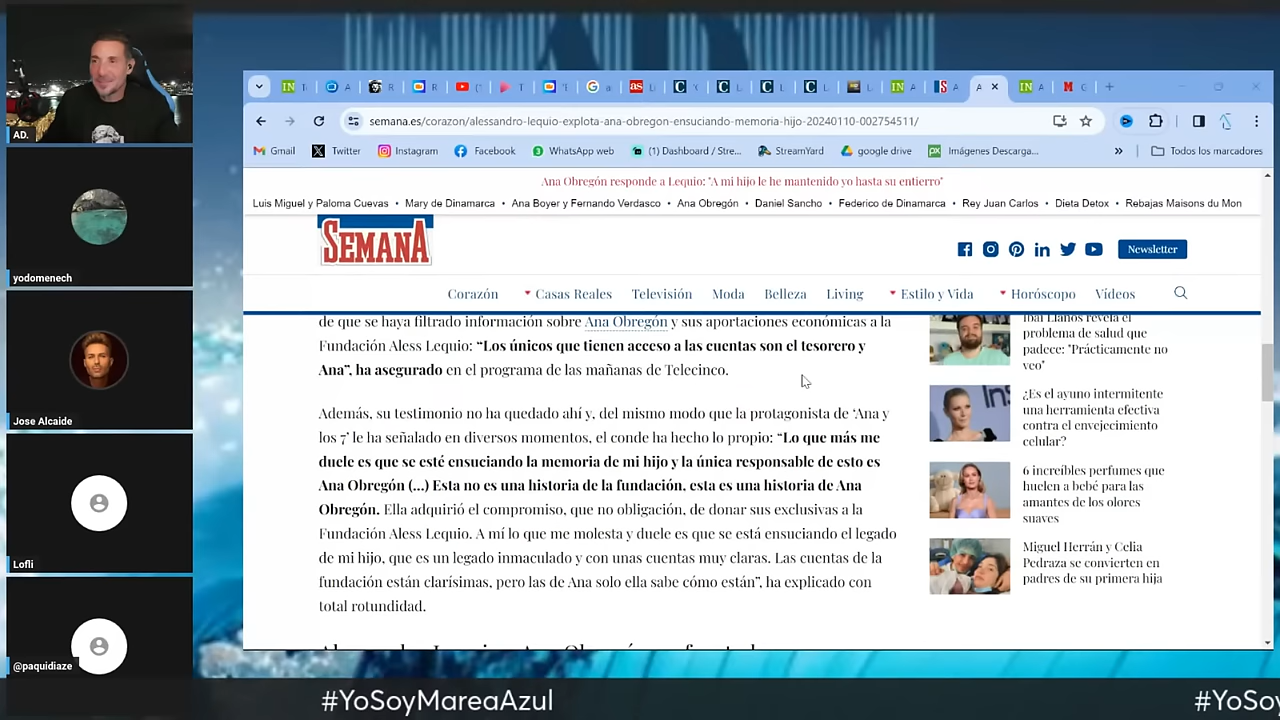 AD.
yodomenech
Jose Alcaide
Lofli
@paquidiaze
semana.es/corazon/alessandro-lequio-explota-ana-obregon-ensuciando-memoria-hijo-20240110-002754511/
Gmail
Twitter
Instagram
Facebook
WhatsApp web
(1) Dashboard / Stre...
StreamYard
google drive
Imágenes Descarga...
»
Todos los marcadores
Ana Obregón responde a Lequio: "A mi hijo le he mantenido yo hasta su entierro"
Luis Miguel y Paloma Cuevas • Mary de Dinamarca • Ana Boyer y Fernando Verdasco • Ana Obregón • Daniel Sancho • Federico de Dinamarca • Rey Juan Carlos • Dieta Detox • Rebajas Maisons du Mon
SEMANA
Newsletter
Corazón
Casas Reales
Televisión
Moda
Belleza
Living
Estilo y Vida
Horóscopo
Vídeos
de que se haya filtrado información sobre Ana Obregón y sus aportaciones económicas a la
Fundación Aless Lequio: “Los únicos que tienen acceso a las cuentas son el tesorero y
Ana”, ha asegurado en el programa de las mañanas de Telecinco.
Además, su testimonio no ha quedado ahí y, del mismo modo que la protagonista de ‘Ana y
los 7’ le ha señalado en diversos momentos, el conde ha hecho lo propio: “Lo que más me
duele es que se esté ensuciando la memoria de mi hijo y la única responsable de esto es
Ana Obregón (…) Esta no es una historia de la fundación, esta es una historia de Ana
Obregón. Ella adquirió el compromiso, que no obligación, de donar sus exclusivas a la
Fundación Aless Lequio. A mí lo que me molesta y duele es que se está ensuciando el legado
de mi hijo, que es un legado inmaculado y con unas cuentas muy claras. Las cuentas de la
fundación están clarísimas, pero las de Ana solo ella sabe cómo están”, ha explicado con
total rotundidad.
Ibai Llanos revela el
problema de salud que
padece: "Prácticamente no
veo"
¿Es el ayuno intermitente
una herramienta efectiva
contra el envejecimiento
celular?
6 increíbles perfumes que
huelen a bebé para las
amantes de los olores
suaves
Miguel Herrán y Celia
Pedraza se convierten en
padres de su primera hija
#YoSoyMareaAzul
#YoSoy